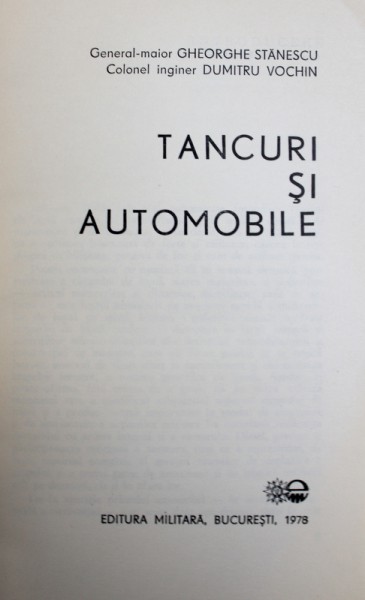 General-maior GHEORGHE STĂNESCU
Colonel inginer DUMITRU VOCHIN
TANCURI
ŞI
AUTOMOBILE
EDITURA MILITARĂ, BUCUREŞTI, 1978